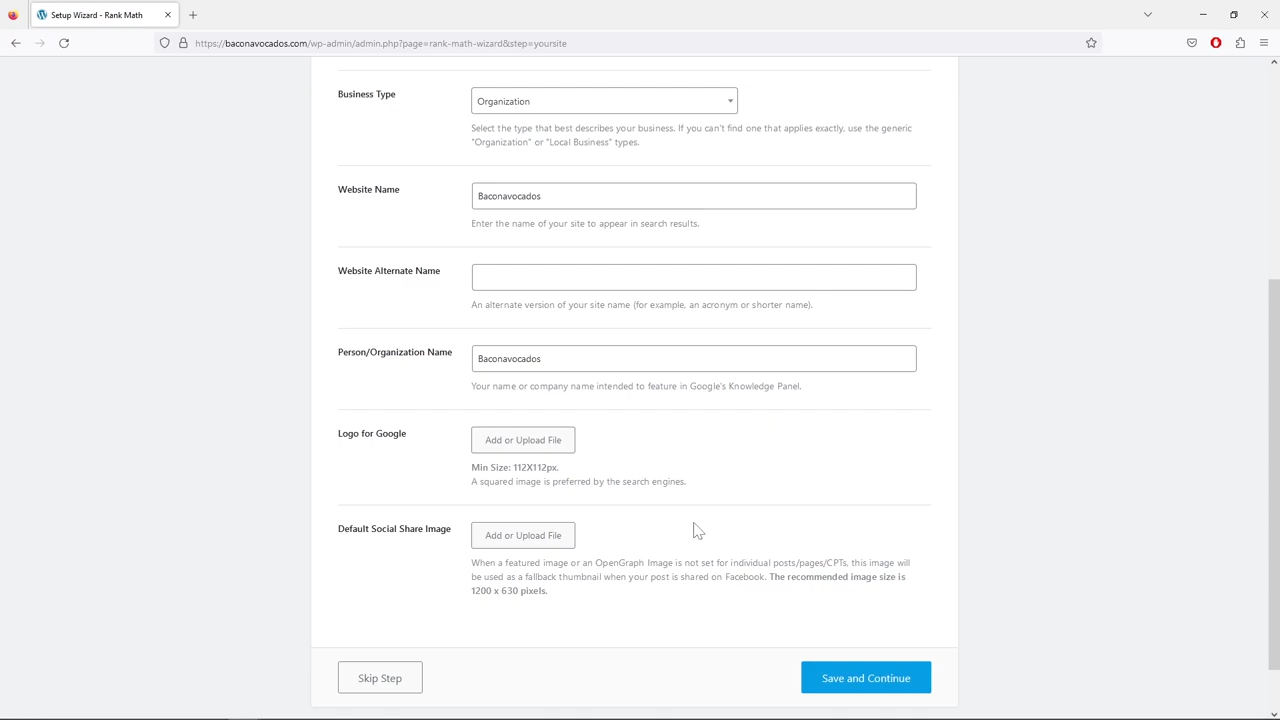 Setup Wizard - Rank Math
https://baconavocados.com/wp-admin/admin.php?page=rank-math-wizard&step=yoursite
Business Type
Organization
Select the type that best describes your business. If you can't find one that applies exactly, use the generic
"Organization" or "Local Business" types.
Website Name
Baconavocados
Enter the name of your site to appear in search results.
Website Alternate Name
An alternate version of your site name (for example, an acronym or shorter name).
Person/Organization Name
Baconavocados
Your name or company name intended to feature in Google's Knowledge Panel.
Logo for Google
Add or Upload File
Min Size: 112X112px.
A squared image is preferred by the search engines.
Default Social Share Image
Add or Upload File
When a featured image or an OpenGraph Image is not set for individual posts/pages/CPTs, this image will
be used as a fallback thumbnail when your post is shared on Facebook. The recommended image size is
1200 x 630 pixels.
Skip Step
Save and Continue